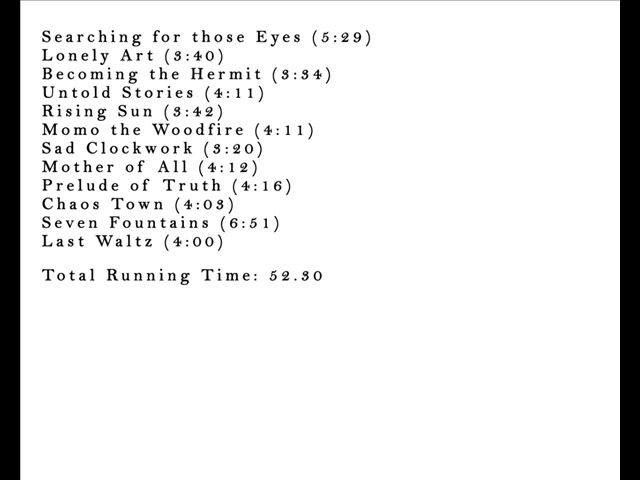 Searching for those Eyes (5:29)
Lonely Art (3:40)
Becoming the Hermit (3:34)
Untold Stories (4:11)
Rising Sun (3:42)
Momo the Woodfire (4:11)
Sad Clockwork (3:20)
Mother of All (4:12)
Prelude of Truth (4:16)
Chaos Town (4:03)
Seven Fountains (6:51)
Last Waltz (4:00)
Total Running Time: 52.30